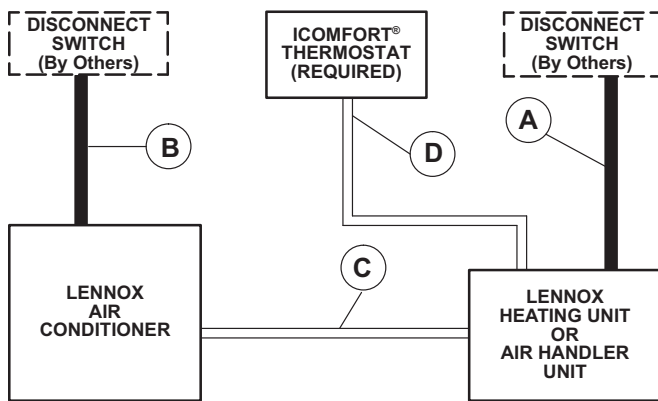 DISCONNECT
SWITCH
(By Others)
ICOMFORT®
THERMOSTAT
(REQUIRED)
DISCONNECT
SWITCH
(By Others)
B
D
A
C
LENNOX
AIR
CONDITIONER
LENNOX
HEATING UNIT
OR
AIR HANDLER
UNIT